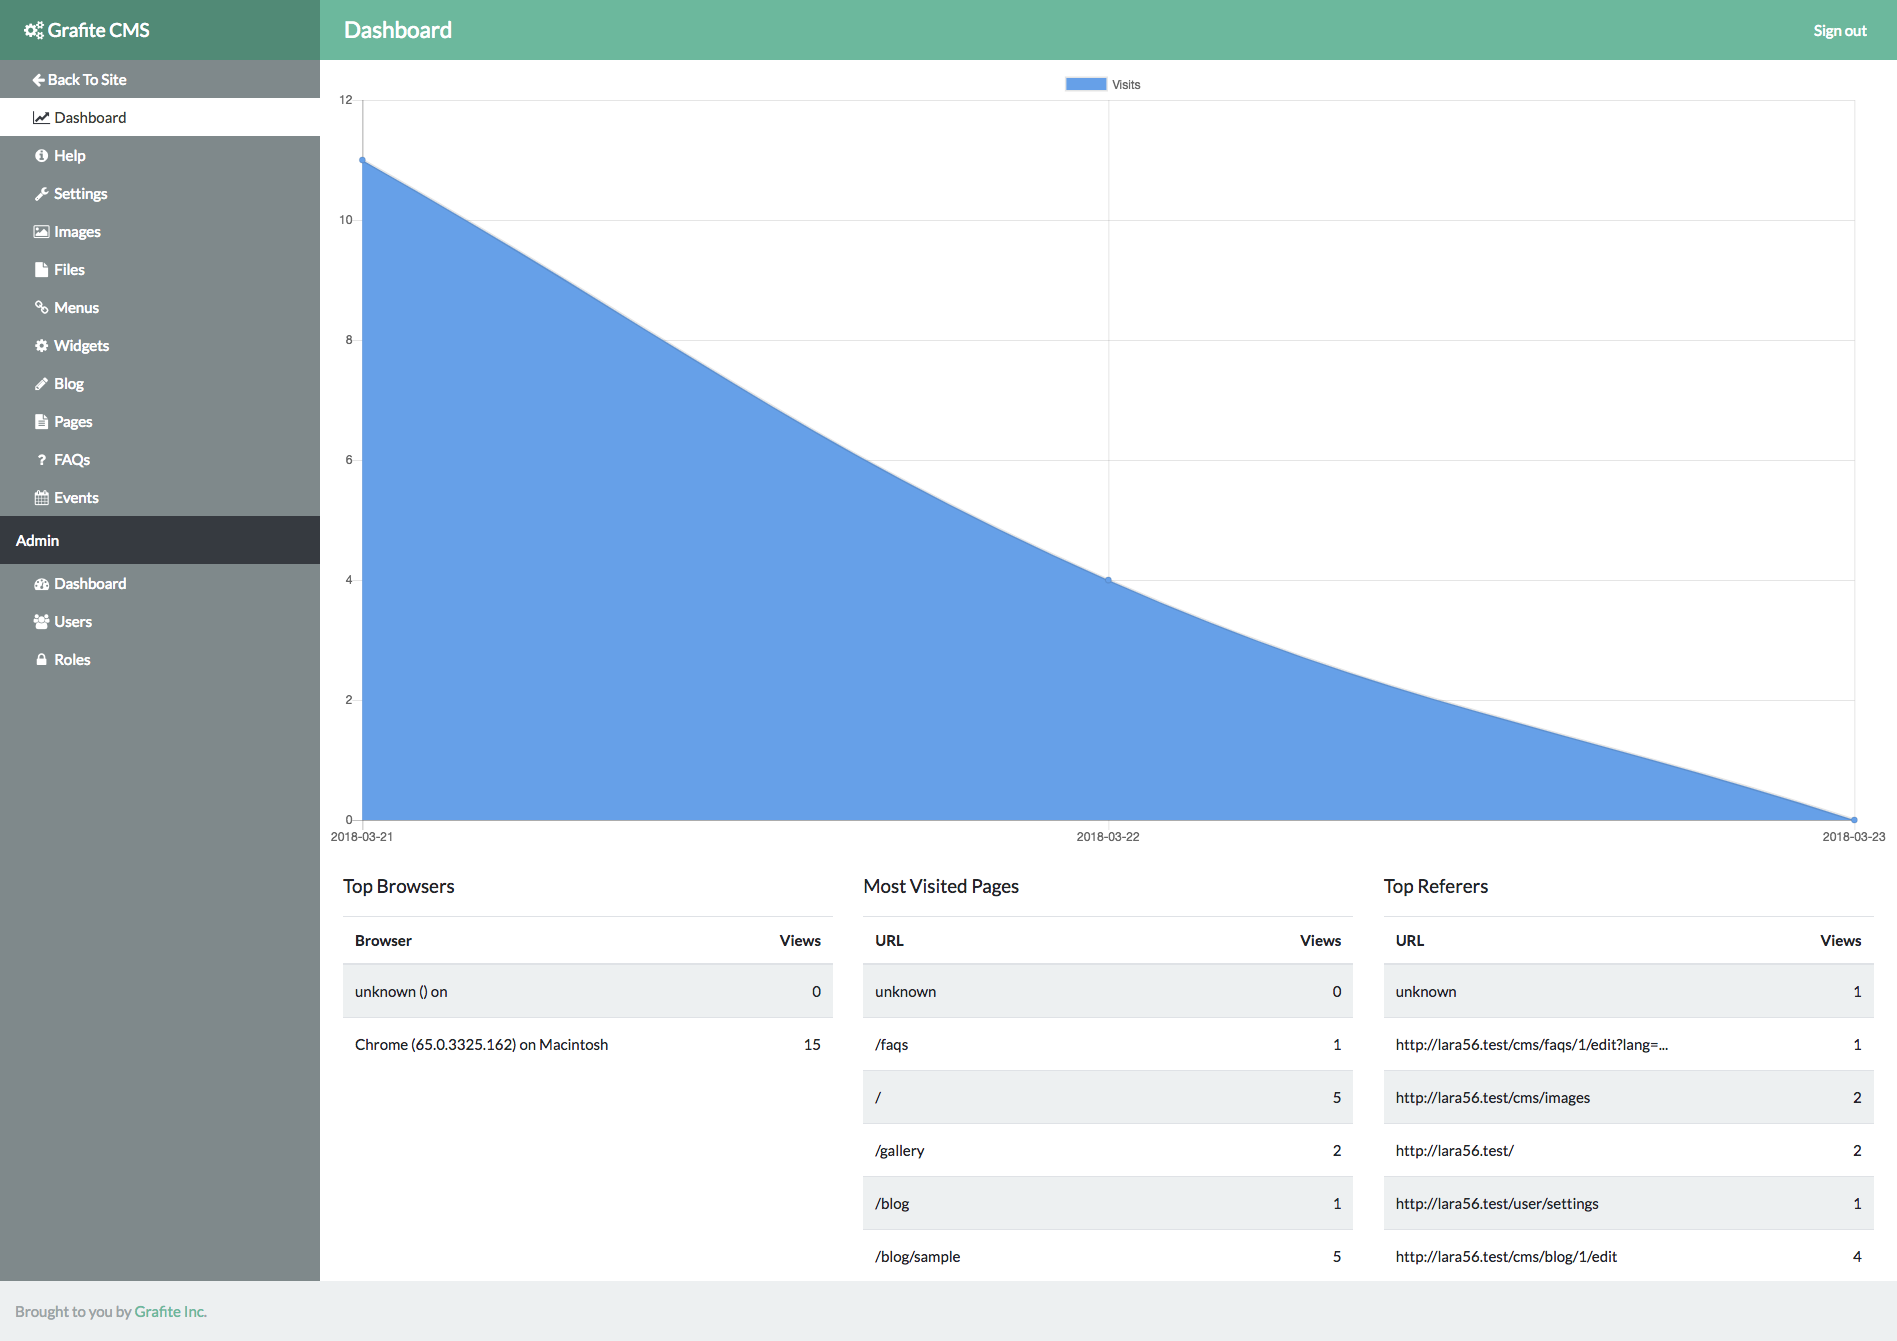 Grafite CMS
Dashboard
Sign out
Back To Site
Dashboard
Help
Settings
Images
Files
Menus
Widgets
Blog
Pages
FAQs
Events
Admin
Dashboard
Users
Roles
Visits
12
10
8
6
4
2
0
2018-03-21
2018-03-22
2018-03-23
Top Browsers
Browser Views
unknown () on 0
Chrome (65.0.3325.162) on Macintosh 15
Most Visited Pages
URL Views
unknown 0
/faqs 1
/ 5
/gallery 2
/blog 1
/blog/sample 5
Top Referers
URL Views
unknown 1
http://lara56.test/cms/faqs/1/edit?lang=... 1
http://lara56.test/cms/images 2
http://lara56.test/ 2
http://lara56.test/user/settings 1
http://lara56.test/cms/blog/1/edit 4
Brought to you by Grafite Inc.